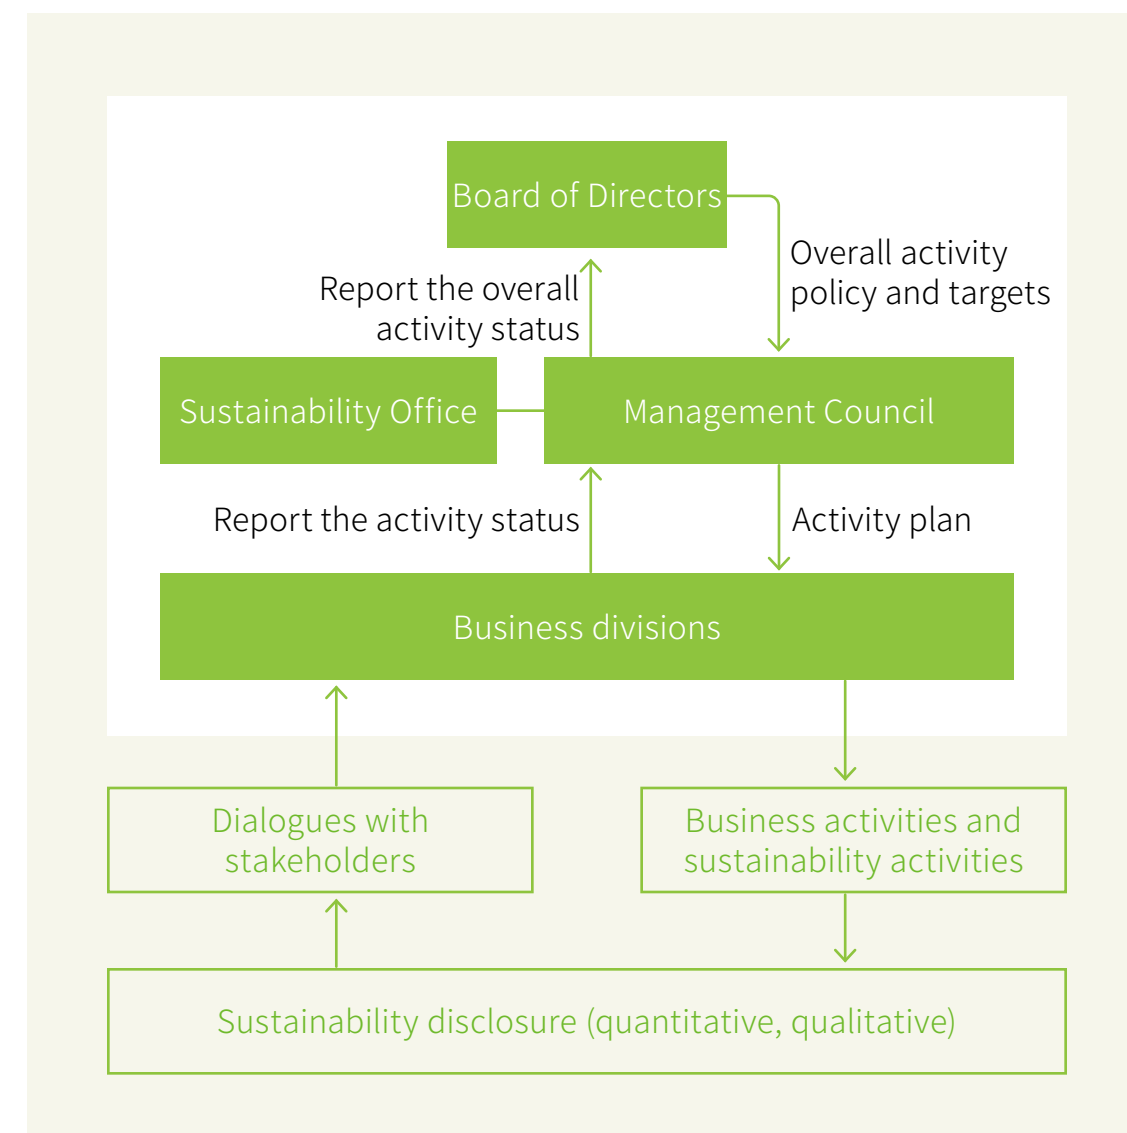 Board of Directors
Overall activity
policy and targets
Report the overall
activity status
Sustainability Office
Management Council
Report the activity status
Activity plan
Business divisions
Dialogues with
stakeholders
Business activities and
sustainability activities
Sustainability disclosure (quantitative, qualitative)